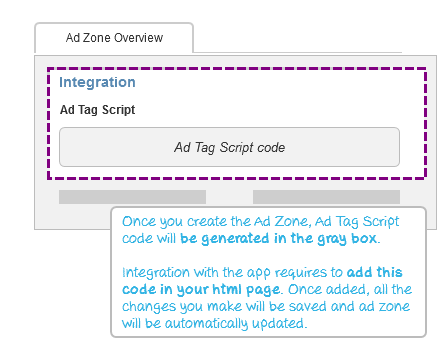 Ad Zone Overview
Integration
Ad Tag Script
Ad Tag Script code
Once you create the Ad Zone, Ad Tag Script
code will be generated in the gray box.
Integration with the app requires to add this
code in your html page. Once added, all the
changes you make will be saved and ad zone
will be automatically updated.